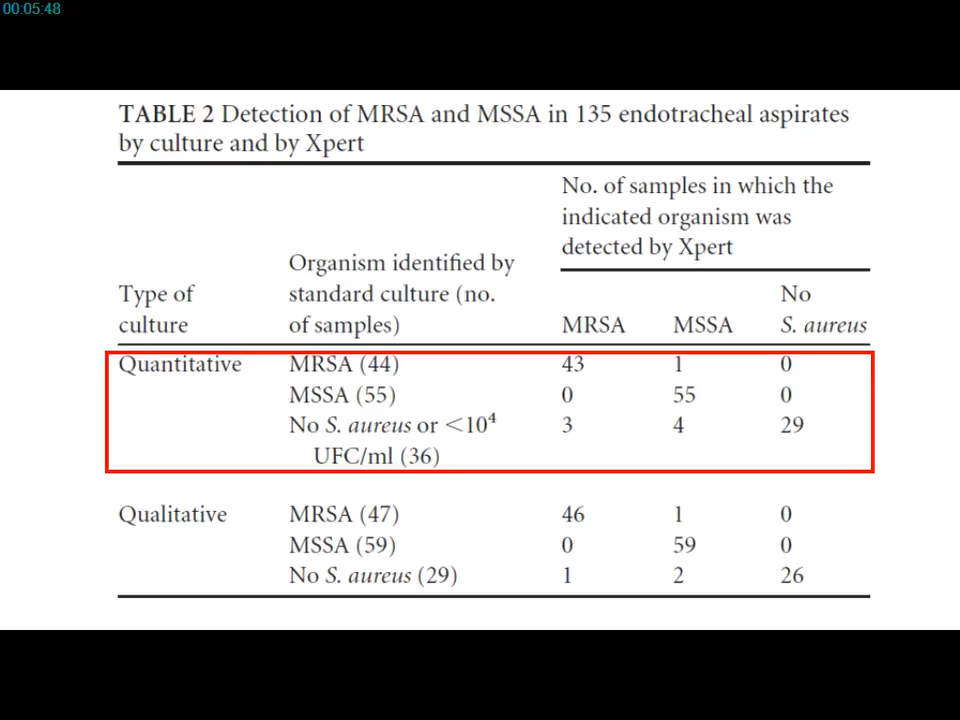 00:05:48
TABLE 2 Detection of MRSA and MSSA in 135 endotracheal aspirates
by culture and by Xpert
No. of samples in which the
indicated organism was
detected by Xpert
Type of
culture
Organism identified by
standard culture (no.
of samples)
MRSA MSSA No
S. aureus
Quantitative MRSA (44) 43 1 0
MSSA (55) 0 55 0
No S. aureus or <10⁴ 3 4 29
UFC/ml (36)
Qualitative MRSA (47) 46 1 0
MSSA (59) 0 59 0
No S. aureus (29) 1 2 26